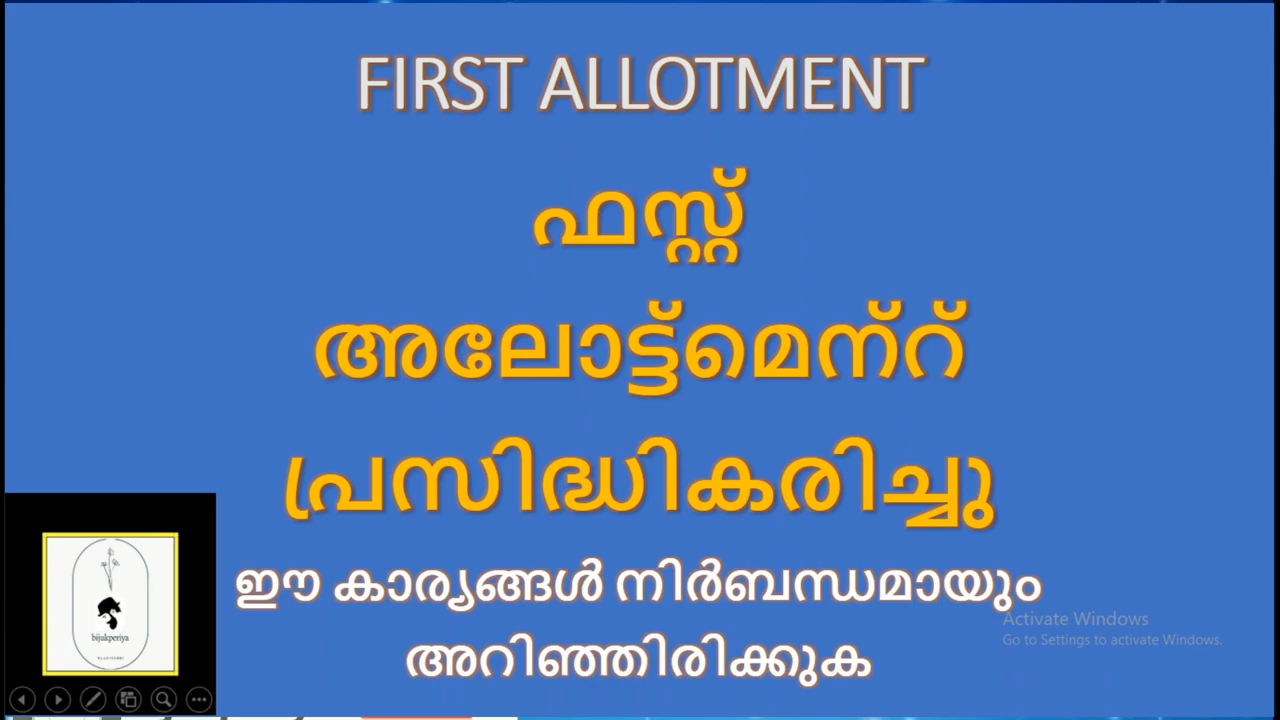 FIRST ALLOTMENT
ഫസ്റ്റ്
അലോട്ട്മെന്റ്
പ്രസിദ്ധികരിച്ചു
ഈ കാര്യങ്ങൾ നിർബന്ധമായും
അറിഞ്ഞിരിക്കുക
Activate Windows
Go to Settings to activate Windows.
bijukperiya